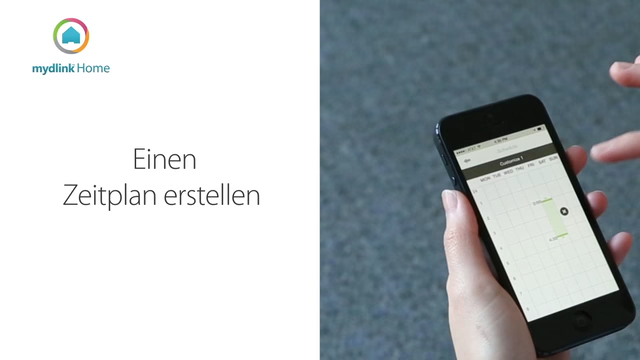 mydlink Home
Einen
Zeitplan erstellen
Customize 1
MON TUE WED THU FRI SAT SUN